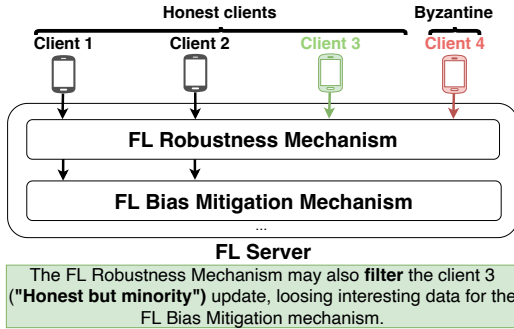 Honest clients Byzantine
Client 1 Client 2 Client 3 Client 4
FL Robustness Mechanism
FL Bias Mitigation Mechanism
...
FL Server
The FL Robustness Mechanism may also filter the client 3
("Honest but minority") update, loosing interesting data for the
FL Bias Mitigation mechanism.